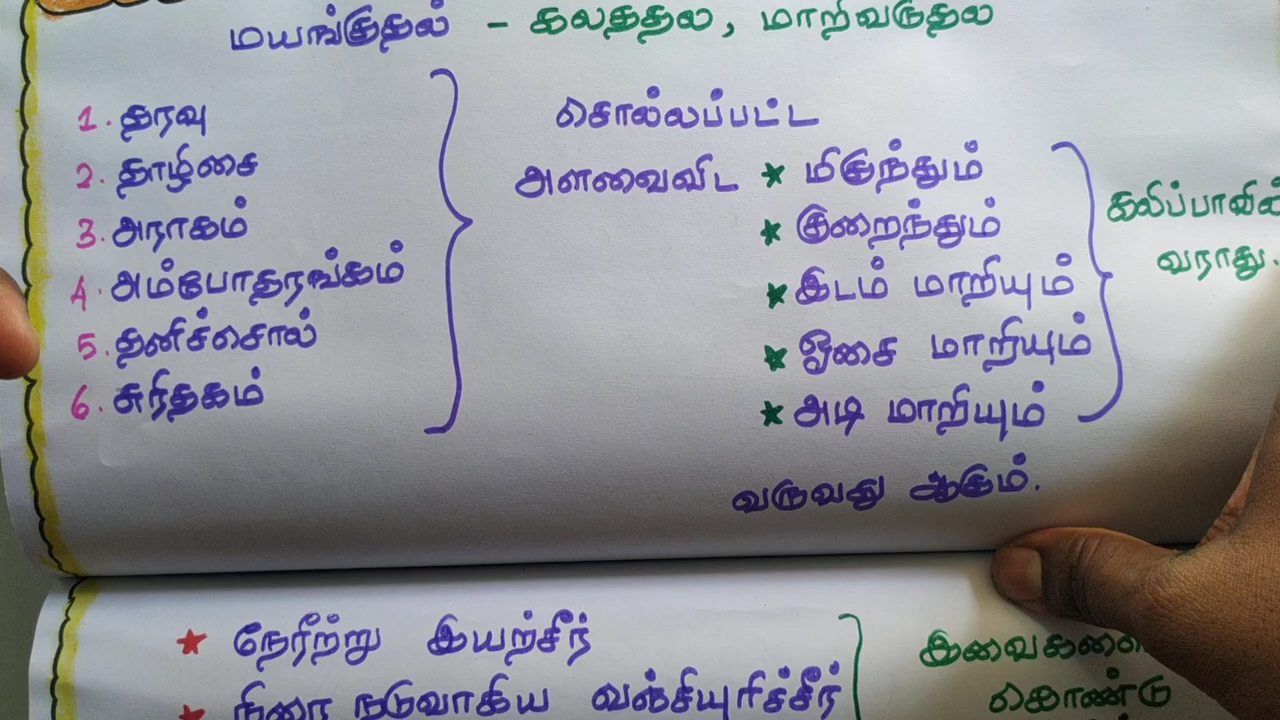 மயங்குதல் - கலத்தல், மாறிவருதல்
1. தரவு
2. தாழிசை
3. அராகம்
4. அம்போதரங்கம்
5. தனிச்சொல்
6. சுரிதகம்
சொல்லப்பட்ட
அளவைவிட ★ மிகுந்தும்
★ குறைந்தும்
★ இடம் மாறியும்
★ ஓசை மாறியும்
★ அடி மாறியும்
வருவது ஆகும்.
கலிப்பாவின்
வராது.
★ நேரீற்று இயற்சீர்
★ நிரை நடுவாகிய வஞ்சியுரிச்சீர்
இவைகளை
கொண்டு